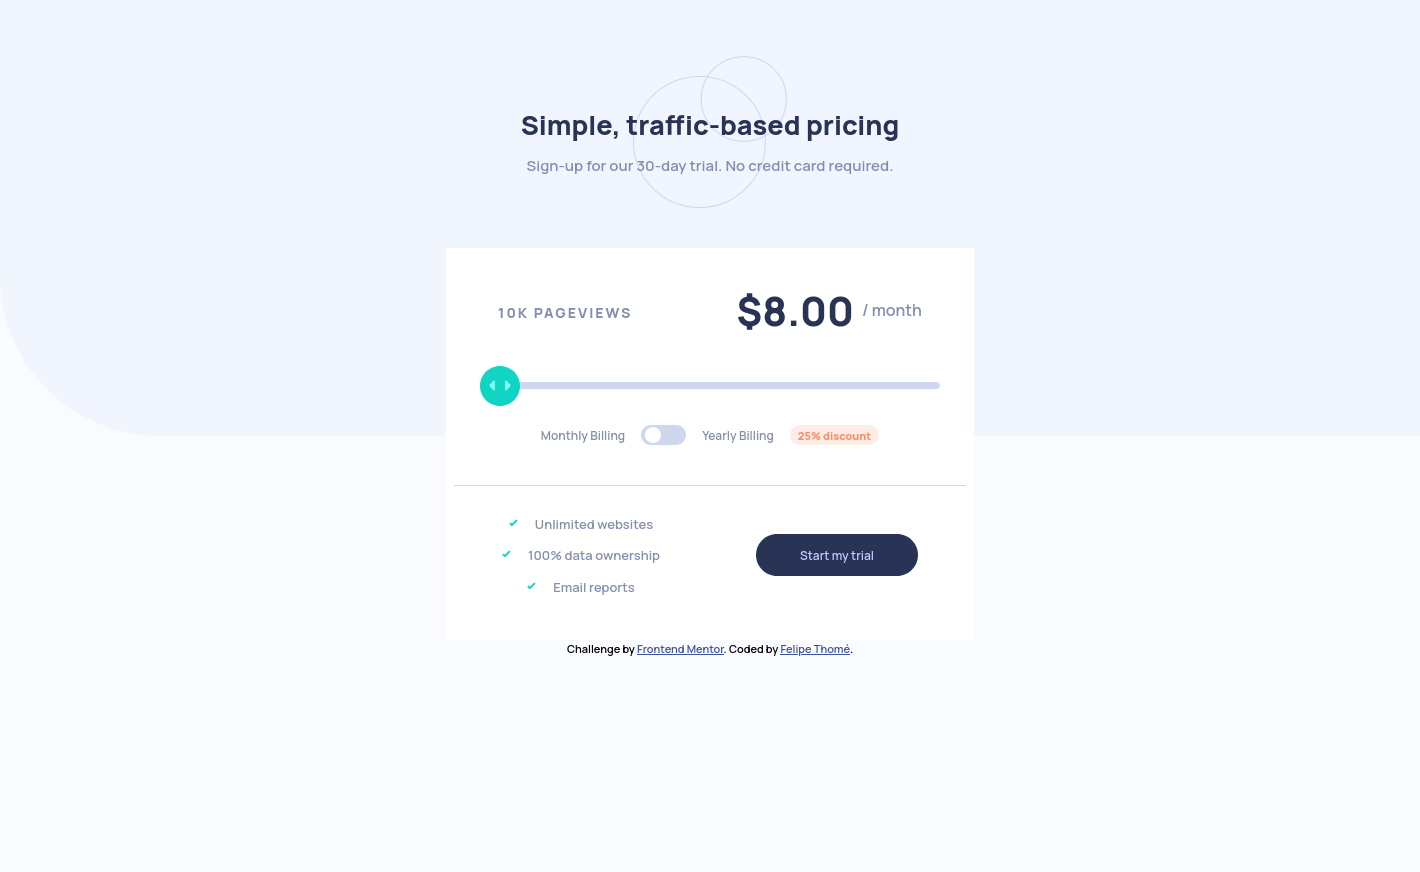 Simple, traffic-based pricing
Sign-up for our 30-day trial. No credit card required.
10K PAGEVIEWS
$8.00 / month
Monthly Billing
Yearly Billing
25% discount
Unlimited websites
100% data ownership
Email reports
Start my trial
Challenge by Frontend Mentor. Coded by Felipe Thomé.